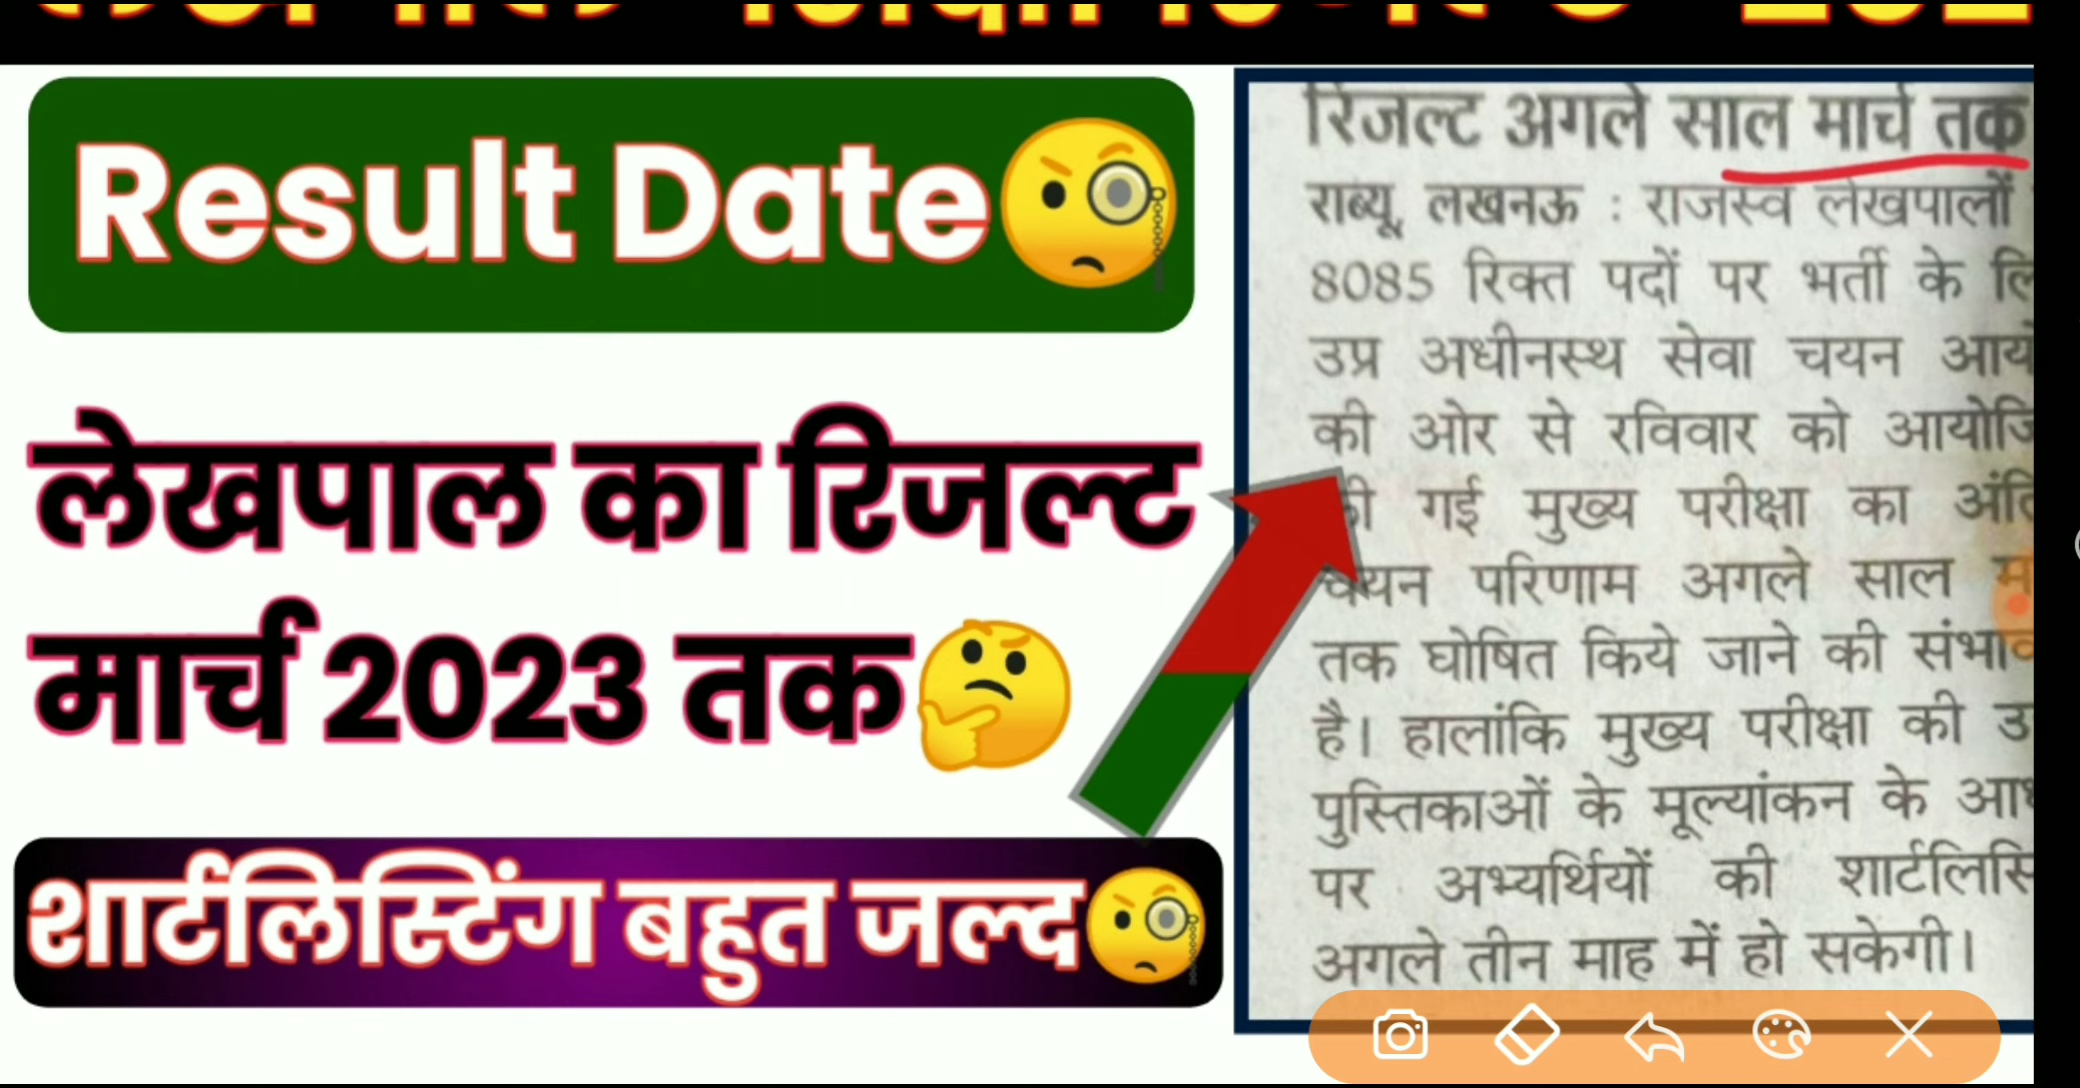 Result Date
लेखपाल का रिजल्ट
मार्च 2023 तक
शार्टलिस्टिंग बहुत जल्द
रिजल्ट अगले साल मार्च तक
राब्यू, लखनऊ : राजस्व लेखपालों
8085 रिक्त पदों पर भर्ती के
उप्र अधीनस्थ सेवा चयन
की ओर से रविवार को
गई मुख्य परीक्षा का
चयन परिणाम अगले साल
तक घोषित किये जाने की
है। हालांकि मुख्य परीक्षा की
पुस्तिकाओं के मूल्यांकन के
पर अभ्यर्थियों की
अगले तीन माह में हो सकेगी।